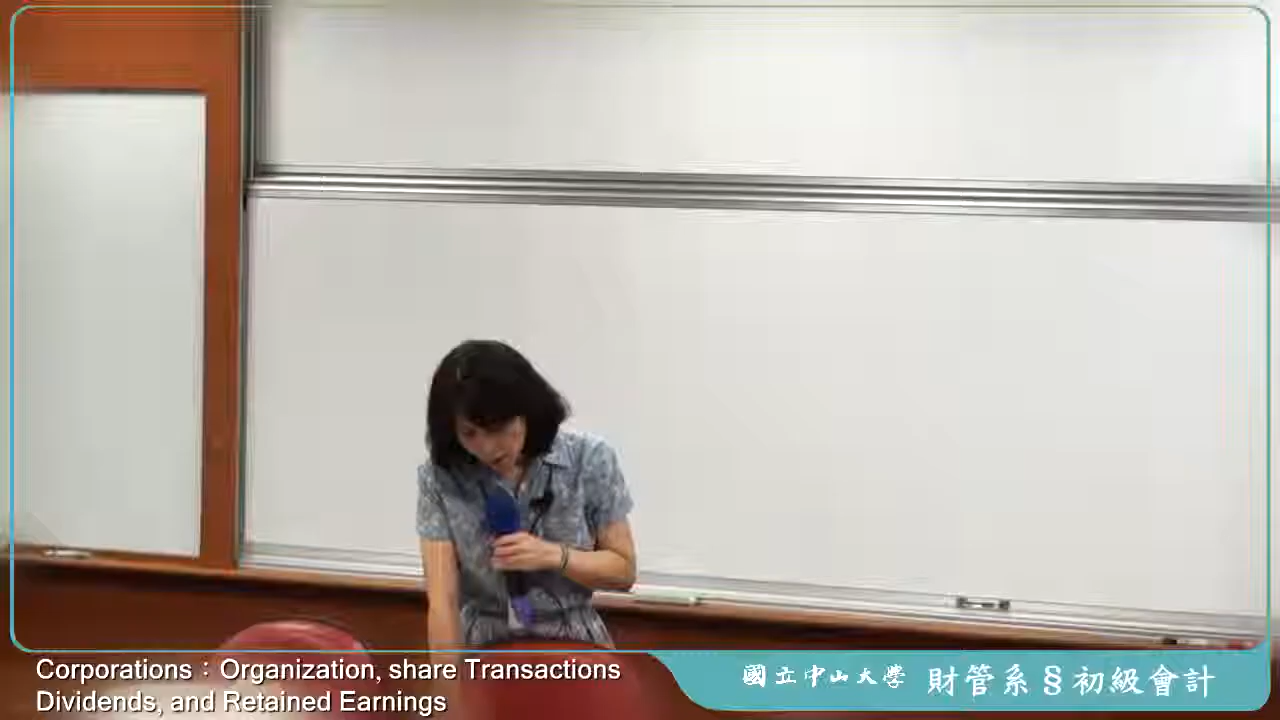 Corporations：Organization, share Transactions
Dividends, and Retained Earnings
國立中山大學 財管系§初級會計